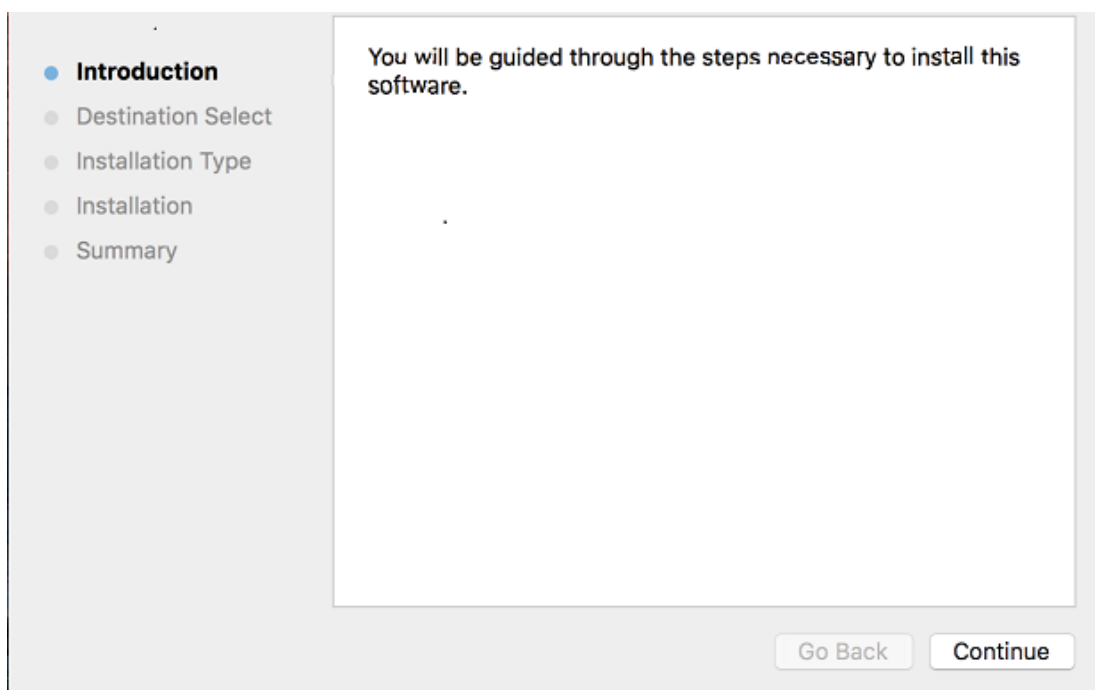 Introduction
Destination Select
Installation Type
Installation
Summary
You will be guided through the steps necessary to install this
software.
Go Back
Continue